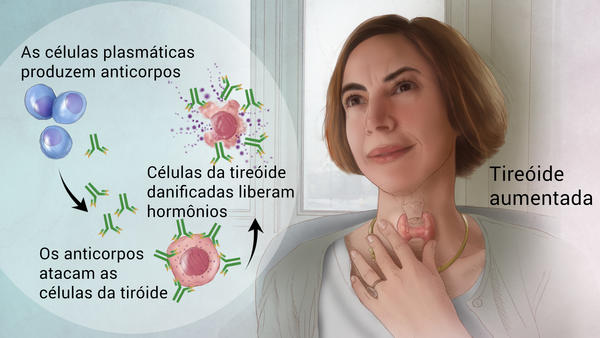 As células plasmáticas
produzem anticorpos
Células da tireóide
danificadas liberam
hormônios
Os anticorpos
atacam as
células da tiróide
Tireóide
aumentada